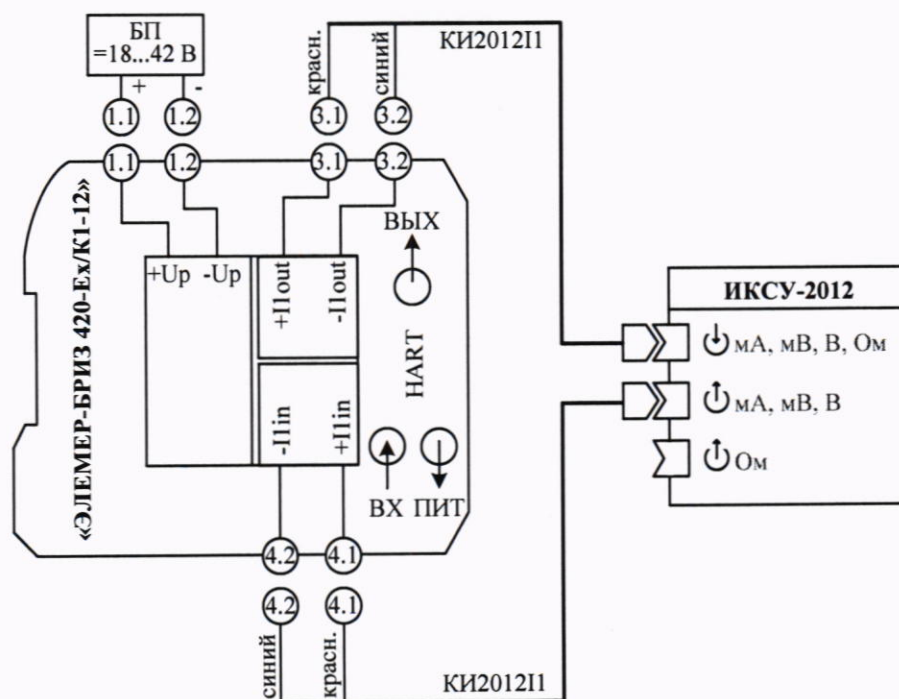 БП
=18...42 В
+
-
1.1
1.2
красн.
3.1
синий
3.2
КИ2012I1
1.1
1.2
3.1
3.2
«ЭЛЕМЕР-БРИЗ 420-Ex/К1-12»
+Up
-Up
+I1out
-I1out
ВЫХ
HART
-I1in
+I1in
ВХ
ПИТ
4.2
4.1
4.2
4.1
синий
красн.
КИ2012I1
ИКСУ-2012
мА, мВ, В, Ом
мА, мВ, В
Ом